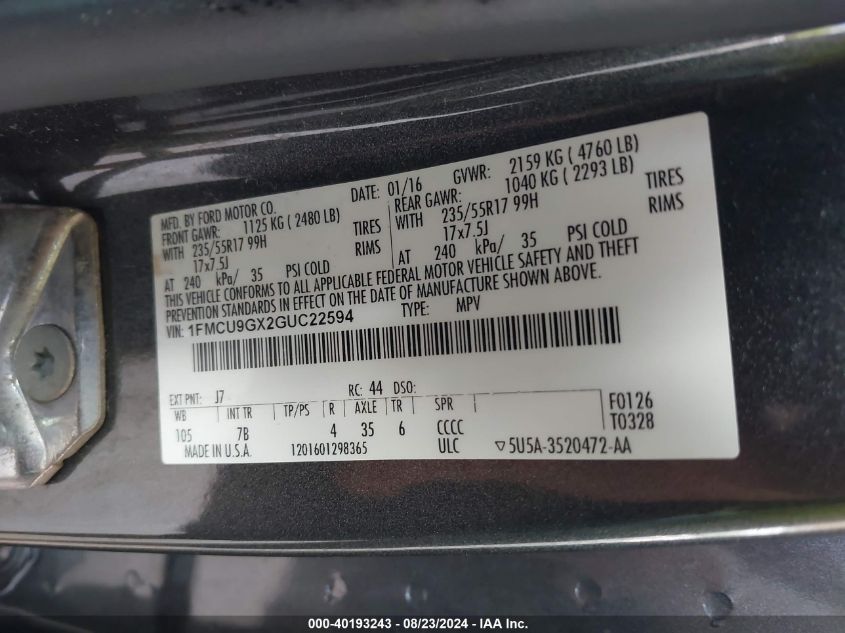 MFD. BY FORD MOTOR CO. DATE: 01/16 GVWR: 2159 KG ( 4760 LB)
FRONT GAWR: 1125 KG ( 2480 LB) REAR GAWR: 1040 KG ( 2293 LB)
WITH 235/55R17 99H TIRES WITH 235/55R17 99H TIRES
17x7.5J RIMS 17x7.5J RIMS
AT 240 kPa/ 35 PSI COLD AT 240 kPa/ 35 PSI COLD
THIS VEHICLE CONFORMS TO ALL APPLICABLE FEDERAL MOTOR VEHICLE SAFETY AND THEFT
PREVENTION STANDARDS IN EFFECT ON THE DATE OF MANUFACTURE SHOWN ABOVE.
VIN: 1FMCU9GX2GUC22594 TYPE: MPV
EXT PNT: J7 RC: 44 DSO:
WB INT TR TP/PS R AXLE TR SPR F0126
105 7B 4 35 6 CCCC T0328
MADE IN U.S.A. 1201601298365 ULC ▽5U5A-3520472-AA
000-40193243 - 08/23/2024 - IAA Inc.